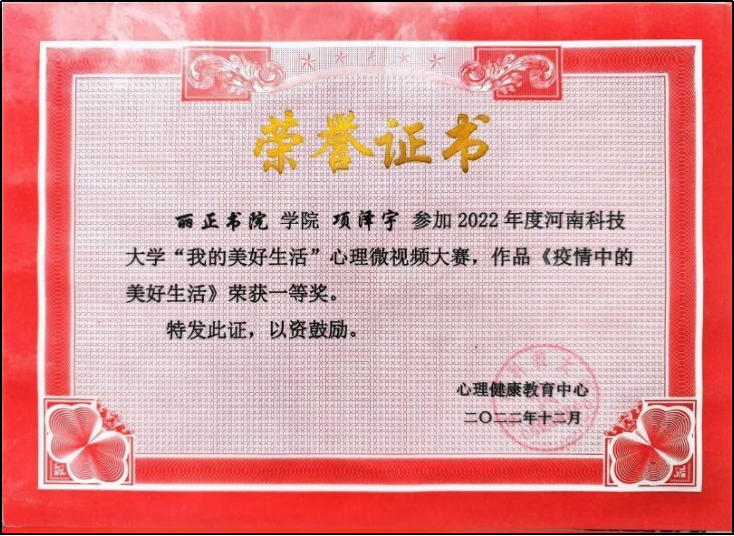 荣誉证书
丽正书院 学院 项泽宇 参加 2022 年度河南科技
大学“我的美好生活”心理微视频大赛，作品《疫情中的
美好生活》荣获一等奖。
特发此证，以资鼓励。
心理健康教育中心
二〇二二年十二月